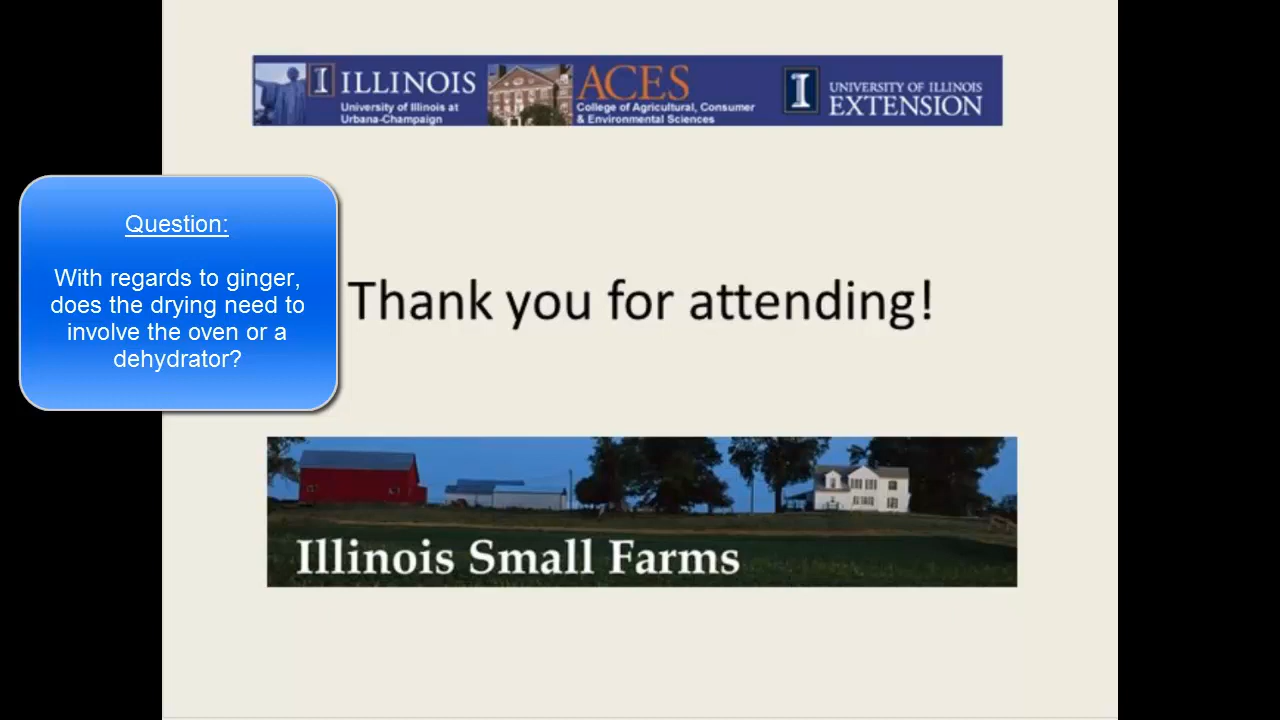 ILLINOIS
University of Illinois at
Urbana-Champaign
ACES
College of Agricultural, Consumer
& Environmental Sciences
I
UNIVERSITY OF ILLINOIS
EXTENSION
Question:
With regards to ginger,
does the drying need to
involve the oven or a
dehydrator?
Thank you for attending!
Illinois Small Farms